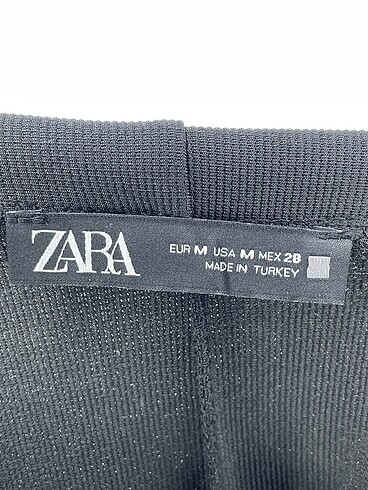 ZARA
EUR M USA M MEX 28
MADE IN TURKEY